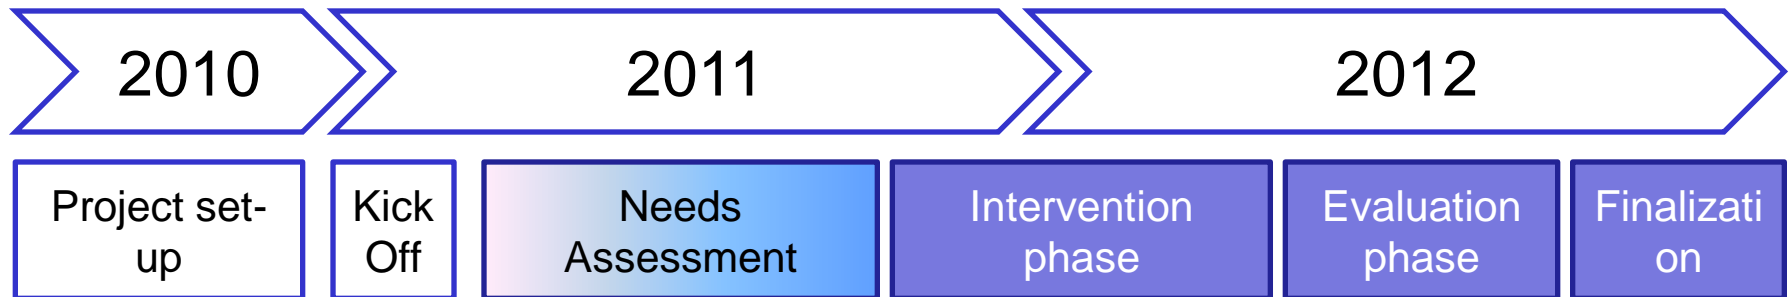 2010 2011 2012
Project set-
up
Kick
Off
Needs
Assessment
Intervention
phase
Evaluation
phase
Finalizati
on